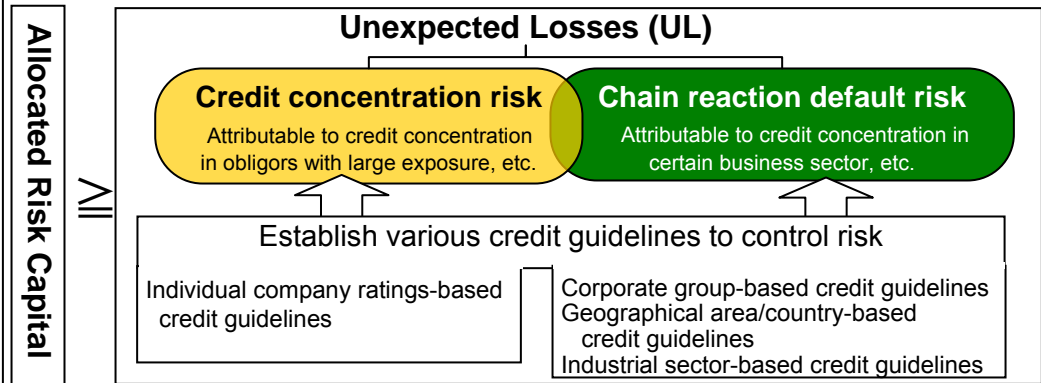 Allocated Risk Capital
≧
Unexpected Losses (UL)
Credit concentration risk
Attributable to credit concentration
in obligors with large exposure, etc.
Chain reaction default risk
Attributable to credit concentration in
certain business sector, etc.
Establish various credit guidelines to control risk
Individual company ratings-based
credit guidelines
Corporate group-based credit guidelines
Geographical area/country-based
credit guidelines
Industrial sector-based credit guidelines